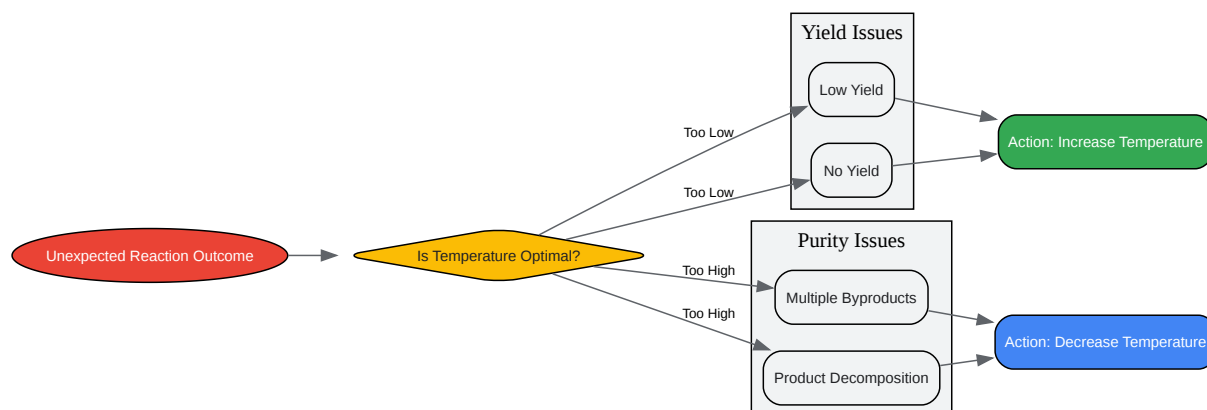 Unexpected Reaction Outcome
Is Temperature Optimal?
Too Low
Too Low
Too High
Too High
Yield Issues
Low Yield
No Yield
Purity Issues
Multiple Byproducts
Product Decomposition
Action: Increase Temperature
Action: Decrease Temperature